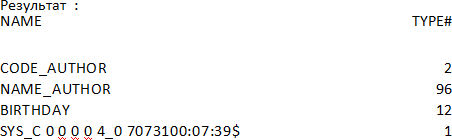 Результат :
NAME TYPE#
CODE_AUTHOR 2
NAME_AUTHOR 96
BIRTHDAY 12
SYS_C 0 0 0 0 4_0 7073100:07:39$ 1